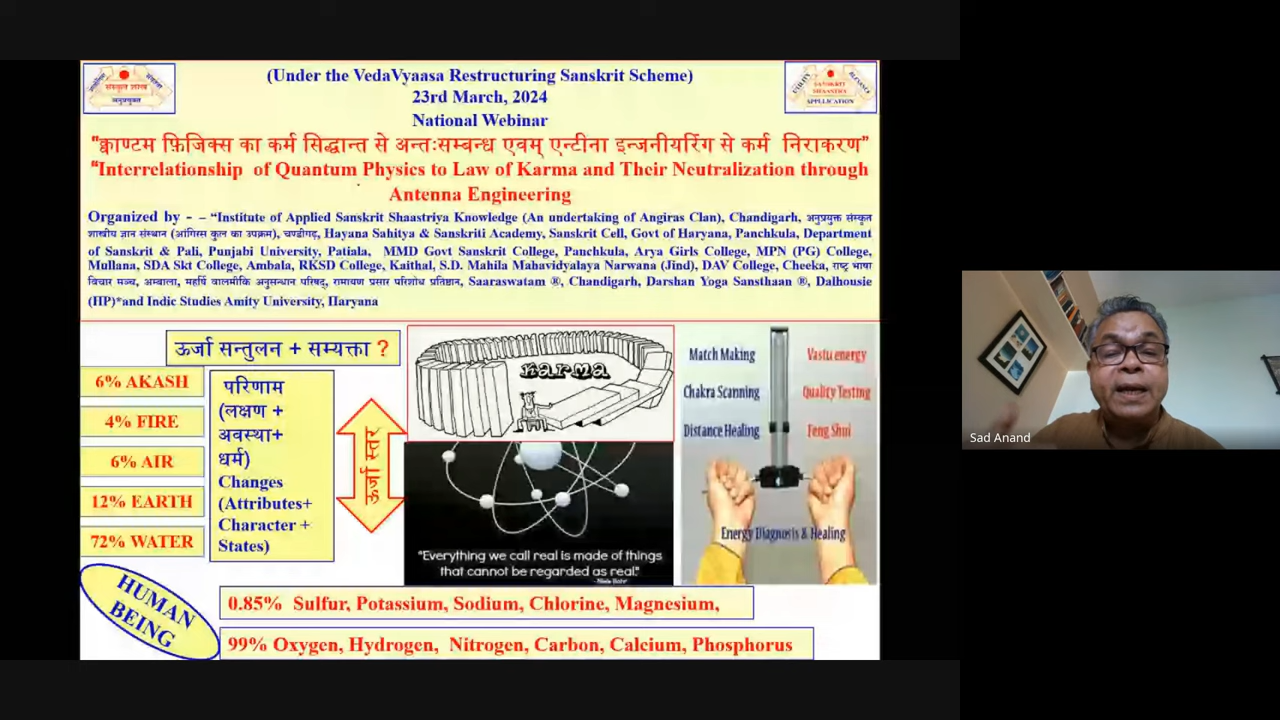 (Under the VedaVyaasa Restructuring Sanskrit Scheme)
23rd March, 2024
National Webinar
संस्कृत शास्त्र
अनुप्रयुक्त
UTILITY
SANSKRIT
SHAASTRA
APPLICATION
"क्वाण्टम फ़िजिक्स का कर्म सिद्धान्त से अन्तःसम्बन्ध एवम् एन्टीना इन्जनीयरिंग से कर्म निराकरण"
"Interrelationship of Quantum Physics to Law of Karma and Their Neutralization through
Antenna Engineering
Organized by - – "Institute of Applied Sanskrit Shaastriya Knowledge (An undertaking of Angiras Clan), Chandigarh, अनुप्रयुक्त संस्कृत
शास्त्रीय ज्ञान संस्थान (आंगिरस कुल का उपक्रम), चण्डीगढ़, Hayana Sahitya & Sanskriti Academy, Sanskrit Cell, Govt of Haryana, Panchkula, Department
of Sanskrit & Pali, Punjabi University, Patiala, MMD Govt Sanskrit College, Panchkula, Arya Girls College, MPN (PG) College,
Mullana, SDA Skt College, Ambala, RKSD College, Kaithal, S.D. Mahila Mahavidyalaya Narwana (Jind), DAV College, Cheeka, राष्ट्र भाषा
विचार मञ्च, अम्बाला, महर्षि वाल्मीकि अनुसन्धान परिषद्, रामायण प्रसार परिशोध प्रतिष्ठान, Saaraswatam ®, Chandigarh, Darshan Yoga Sansthaan ®, Dalhousie
(HP)*and Indic Studies Amity University, Haryana
ऊर्जा सन्तुलन + सम्यक्ता ?
6% AKASH
4% FIRE
6% AIR
12% EARTH
72% WATER
परिणाम
(लक्षण +
अवस्था+
धर्म)
Changes
(Attributes+
Character +
States)
ऊर्जा स्तर
karma
"Everything we call real is made of things
that cannot be regarded as real."
-Niels Bohr
Match Making
Vastu energy
Chakra Scanning
Quality Testing
Distance Healing
Feng Shui
Energy Diagnosis & Healing
HUMAN
BEING
0.85% Sulfur, Potassium, Sodium, Chlorine, Magnesium,
99% Oxygen, Hydrogen, Nitrogen, Carbon, Calcium, Phosphorus
Sad Anand